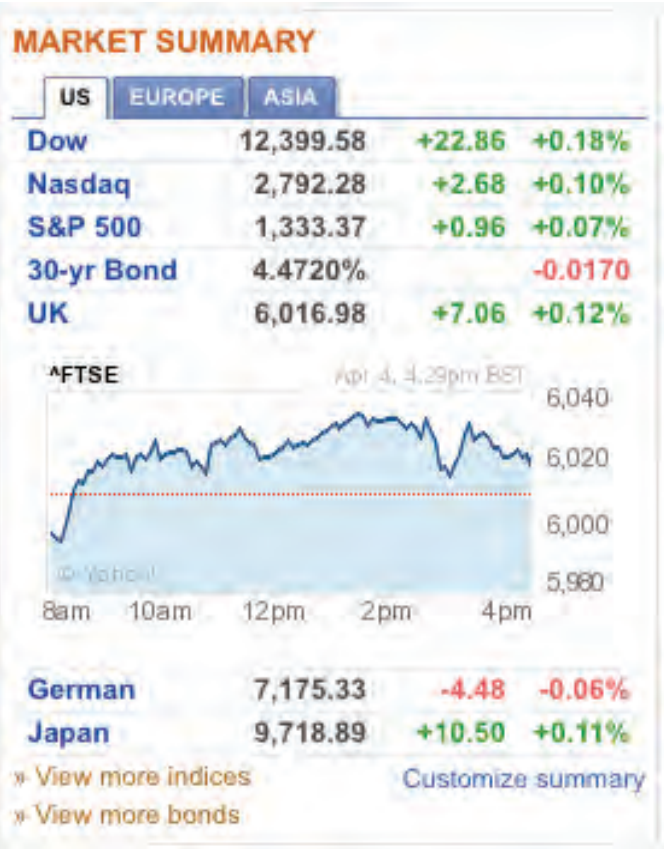 MARKET SUMMARY
US EUROPE ASIA
Dow 12,399.58 +22.86 +0.18%
Nasdaq 2,792.28 +2.68 +0.10%
S&P 500 1,333.37 +0.96 +0.07%
30-yr Bond 4.4720% -0.0170
UK 6,016.98 +7.06 +0.12%
^FTSE Apr 4, 4:29pm BST
6,040
6,020
6,000
© Yahoo!
5,980
8am 10am 12pm 2pm 4pm
German 7,175.33 -4.48 -0.06%
Japan 9,718.89 +10.50 +0.11%
» View more indices Customize summary
» View more bonds